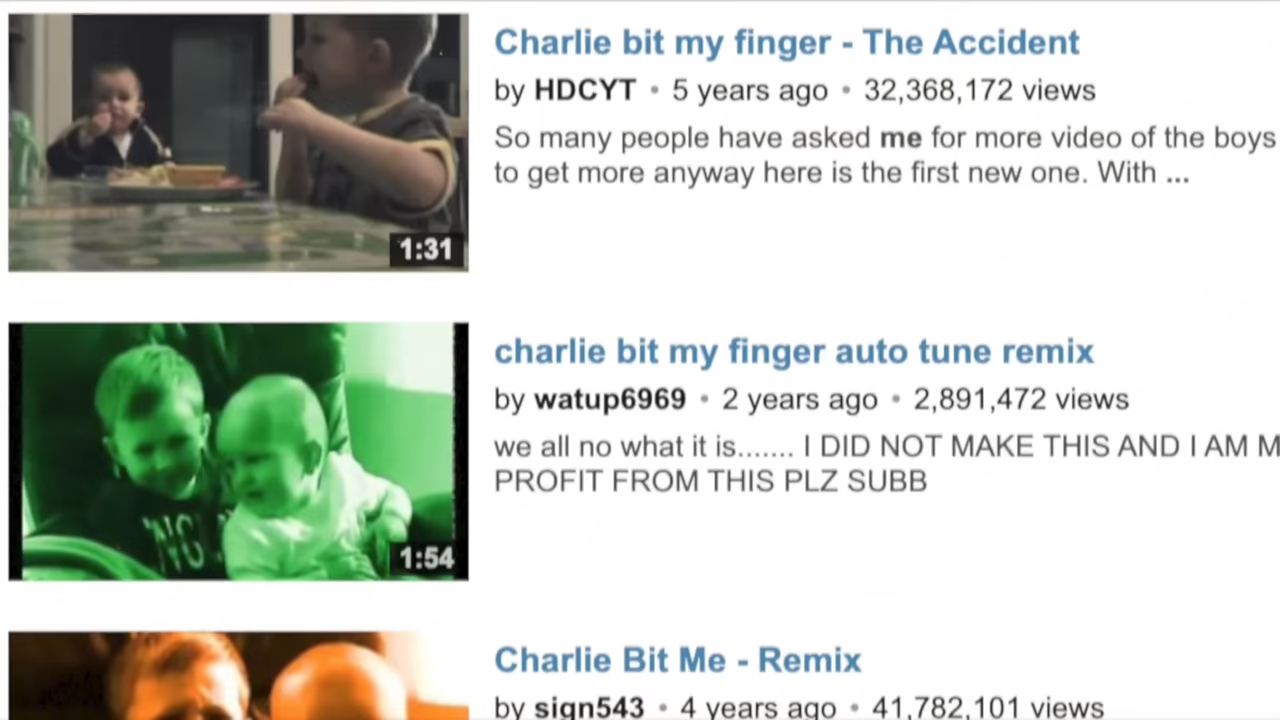 Charlie bit my finger - The Accident
by HDCYT • 5 years ago • 32,368,172 views
So many people have asked me for more video of the boys
to get more anyway here is the first new one. With ...
1:31
charlie bit my finger auto tune remix
by watup6969 • 2 years ago • 2,891,472 views
we all no what it is....... I DID NOT MAKE THIS AND I AM M
PROFIT FROM THIS PLZ SUBB
1:54
Charlie Bit Me - Remix
by sign543 • 4 years ago • 41,782,101 views